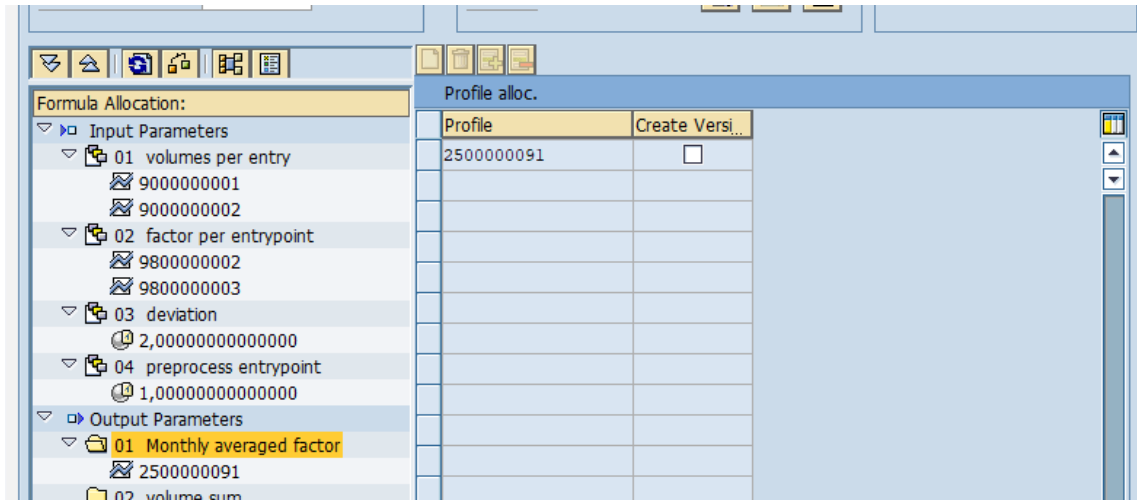 Formula Allocation:
Input Parameters
01 volumes per entry
9000000001
9000000002
02 factor per entrypoint
9800000002
9800000003
03 deviation
2,00000000000000
04 preprocess entrypoint
1,00000000000000
Output Parameters
01 Monthly averaged factor
2500000091
02 volume sum
Profile alloc.
Profile Create Versi...
2500000091